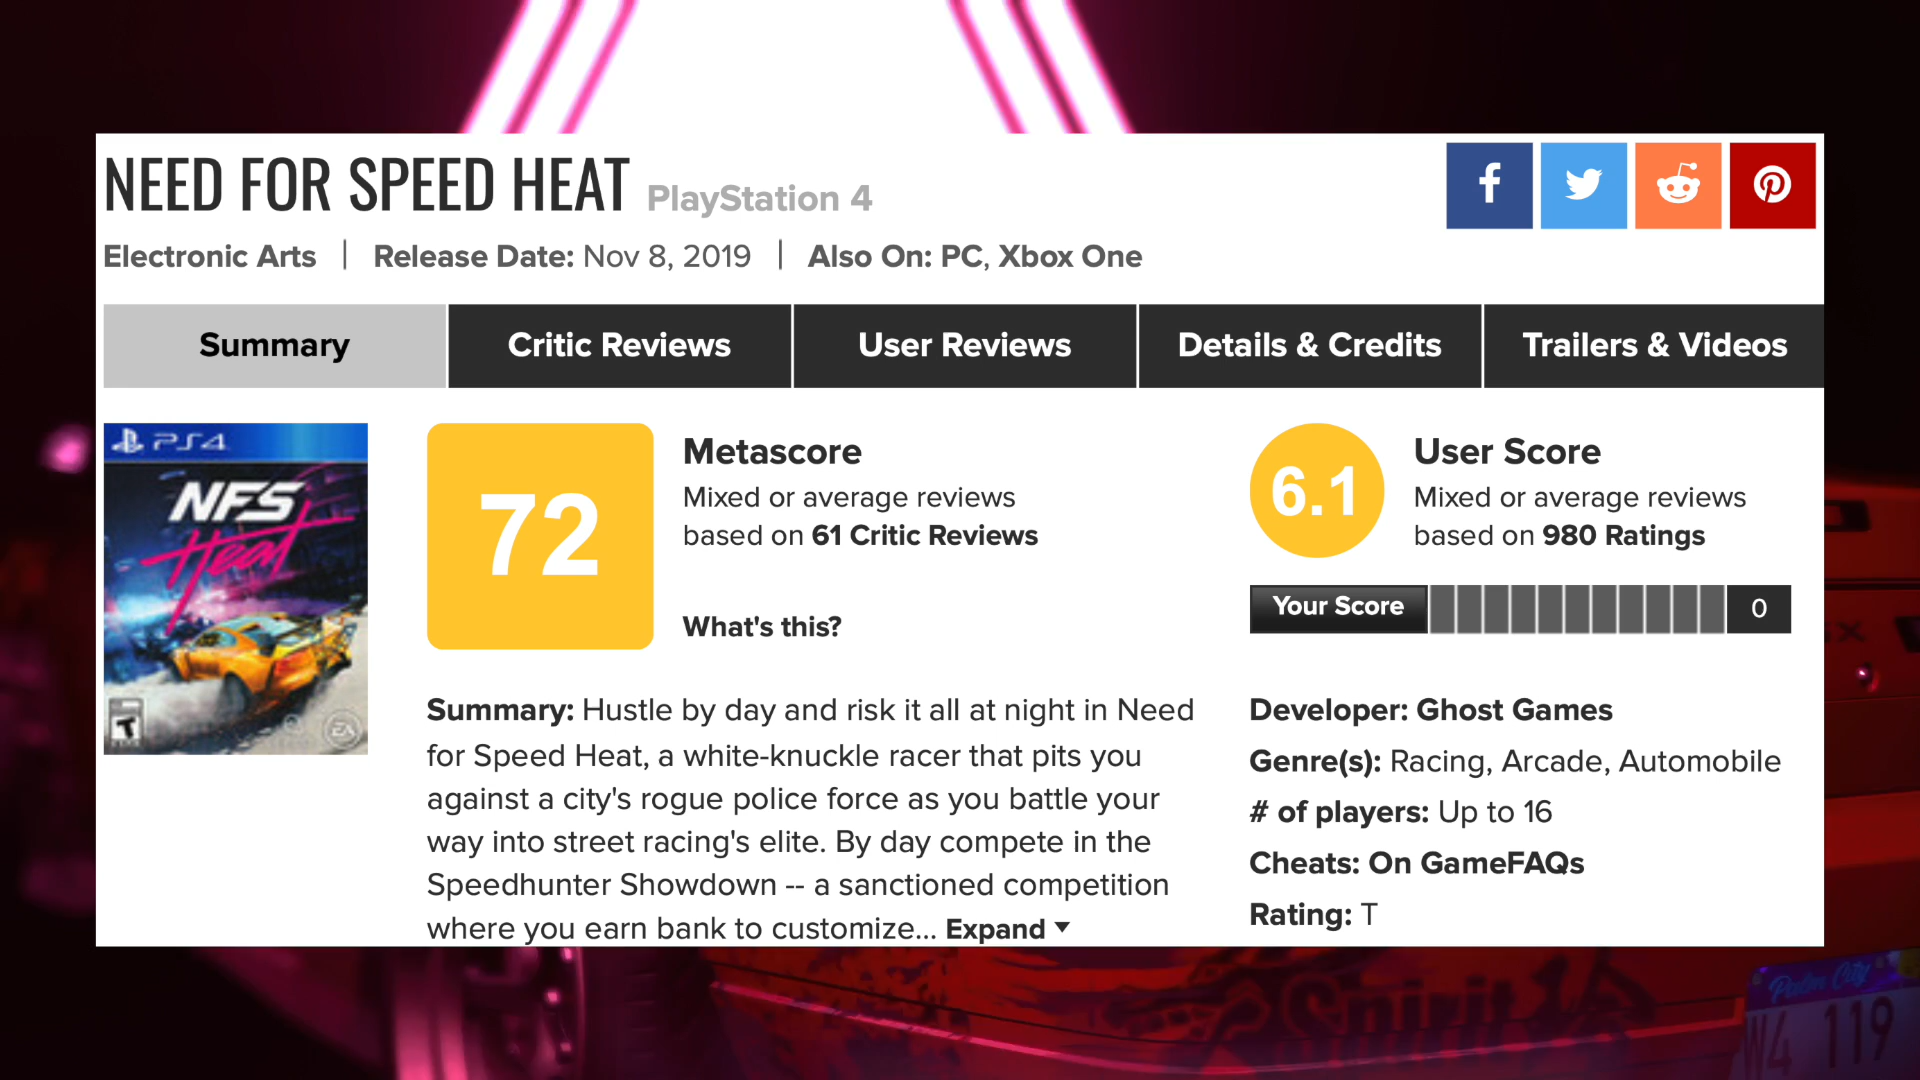 NEED FOR SPEED HEAT PlayStation 4
Electronic Arts | Release Date: Nov 8, 2019 | Also On: PC, Xbox One
Summary
Critic Reviews
User Reviews
Details & Credits
Trailers & Videos
PS4
NFS
Heat
T
EA
72
Metascore
Mixed or average reviews
based on 61 Critic Reviews
What's this?
6.1
User Score
Mixed or average reviews
based on 980 Ratings
Your Score
0
Summary: Hustle by day and risk it all at night in Need
for Speed Heat, a white-knuckle racer that pits you
against a city's rogue police force as you battle your
way into street racing's elite. By day compete in the
Speedhunter Showdown -- a sanctioned competition
where you earn bank to customize... Expand
Developer: Ghost Games
Genre(s): Racing, Arcade, Automobile
# of players: Up to 16
Cheats: On GameFAQs
Rating: T
Spirit
Palm City
W4 119